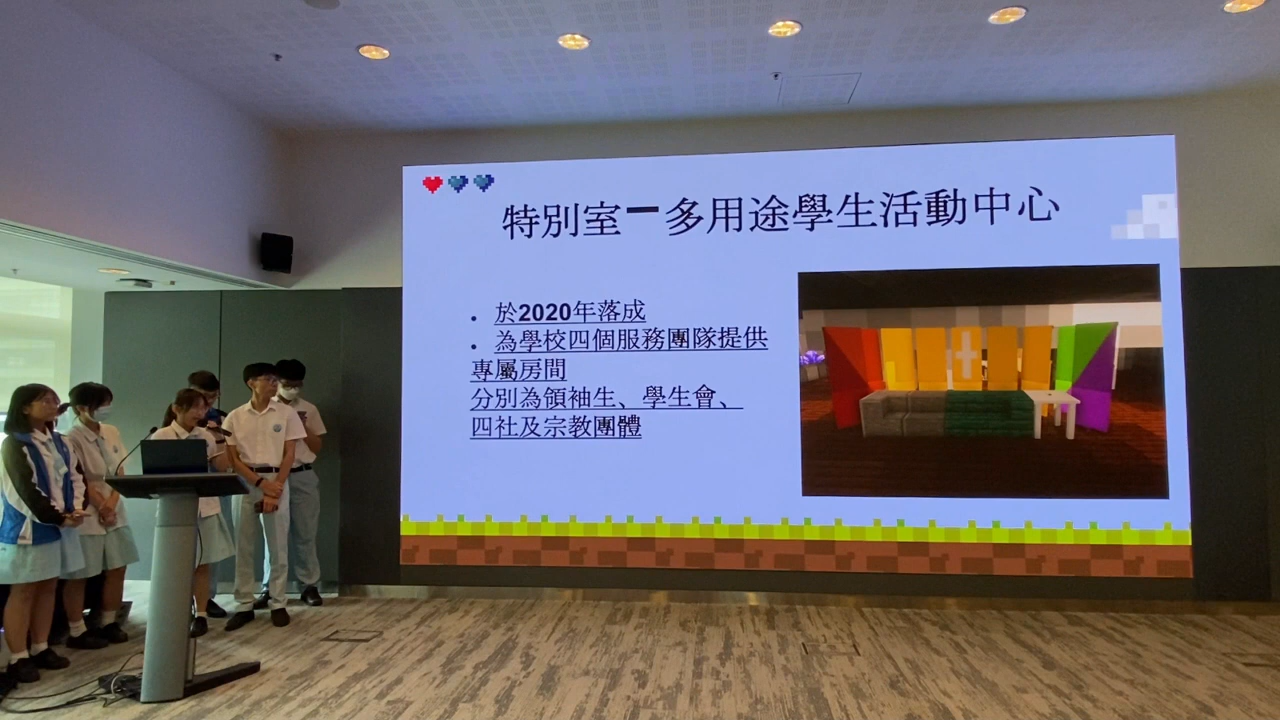 特別室-多用途學生活動中心
. 於2020年落成
. 為學校四個服務團隊提供
專屬房間
分別為領袖生、學生會、
四社及宗教團體